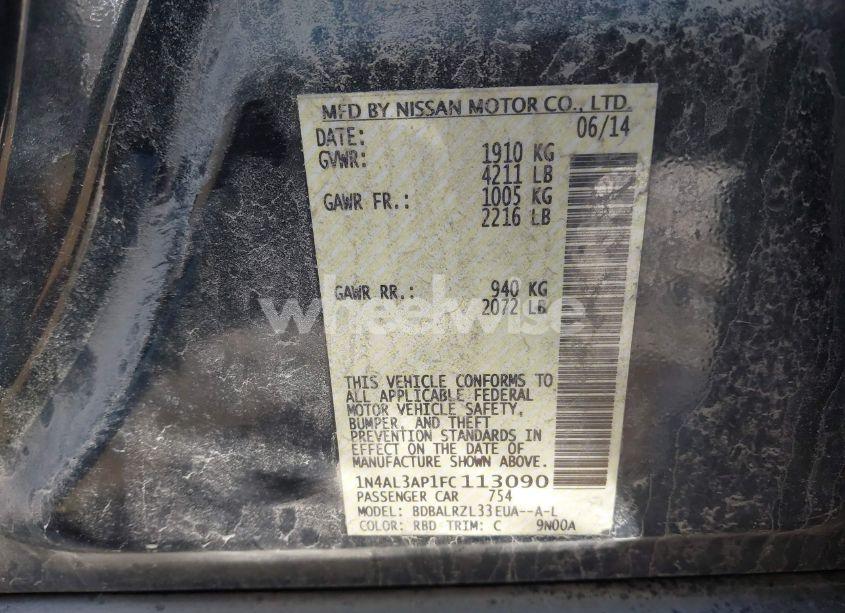 MFD BY NISSAN MOTOR CO., LTD.
DATE: 06/14
GVWR: 1910 KG
4211 LB
GAWR FR.: 1005 KG
2216 LB
GAWR RR.: 940 KG
2072 LB
wheelwise
THIS VEHICLE CONFORMS TO
ALL APPLICABLE FEDERAL
MOTOR VEHICLE SAFETY,
BUMPER, AND THEFT
PREVENTION STANDARDS IN
EFFECT ON THE DATE OF
MANUFACTURE SHOWN ABOVE.
1N4AL3AP1FC113090
PASSENGER CAR 754
MODEL: BDBALRZL33EUA--A-L
COLOR: RBD TRIM: C 9N00A